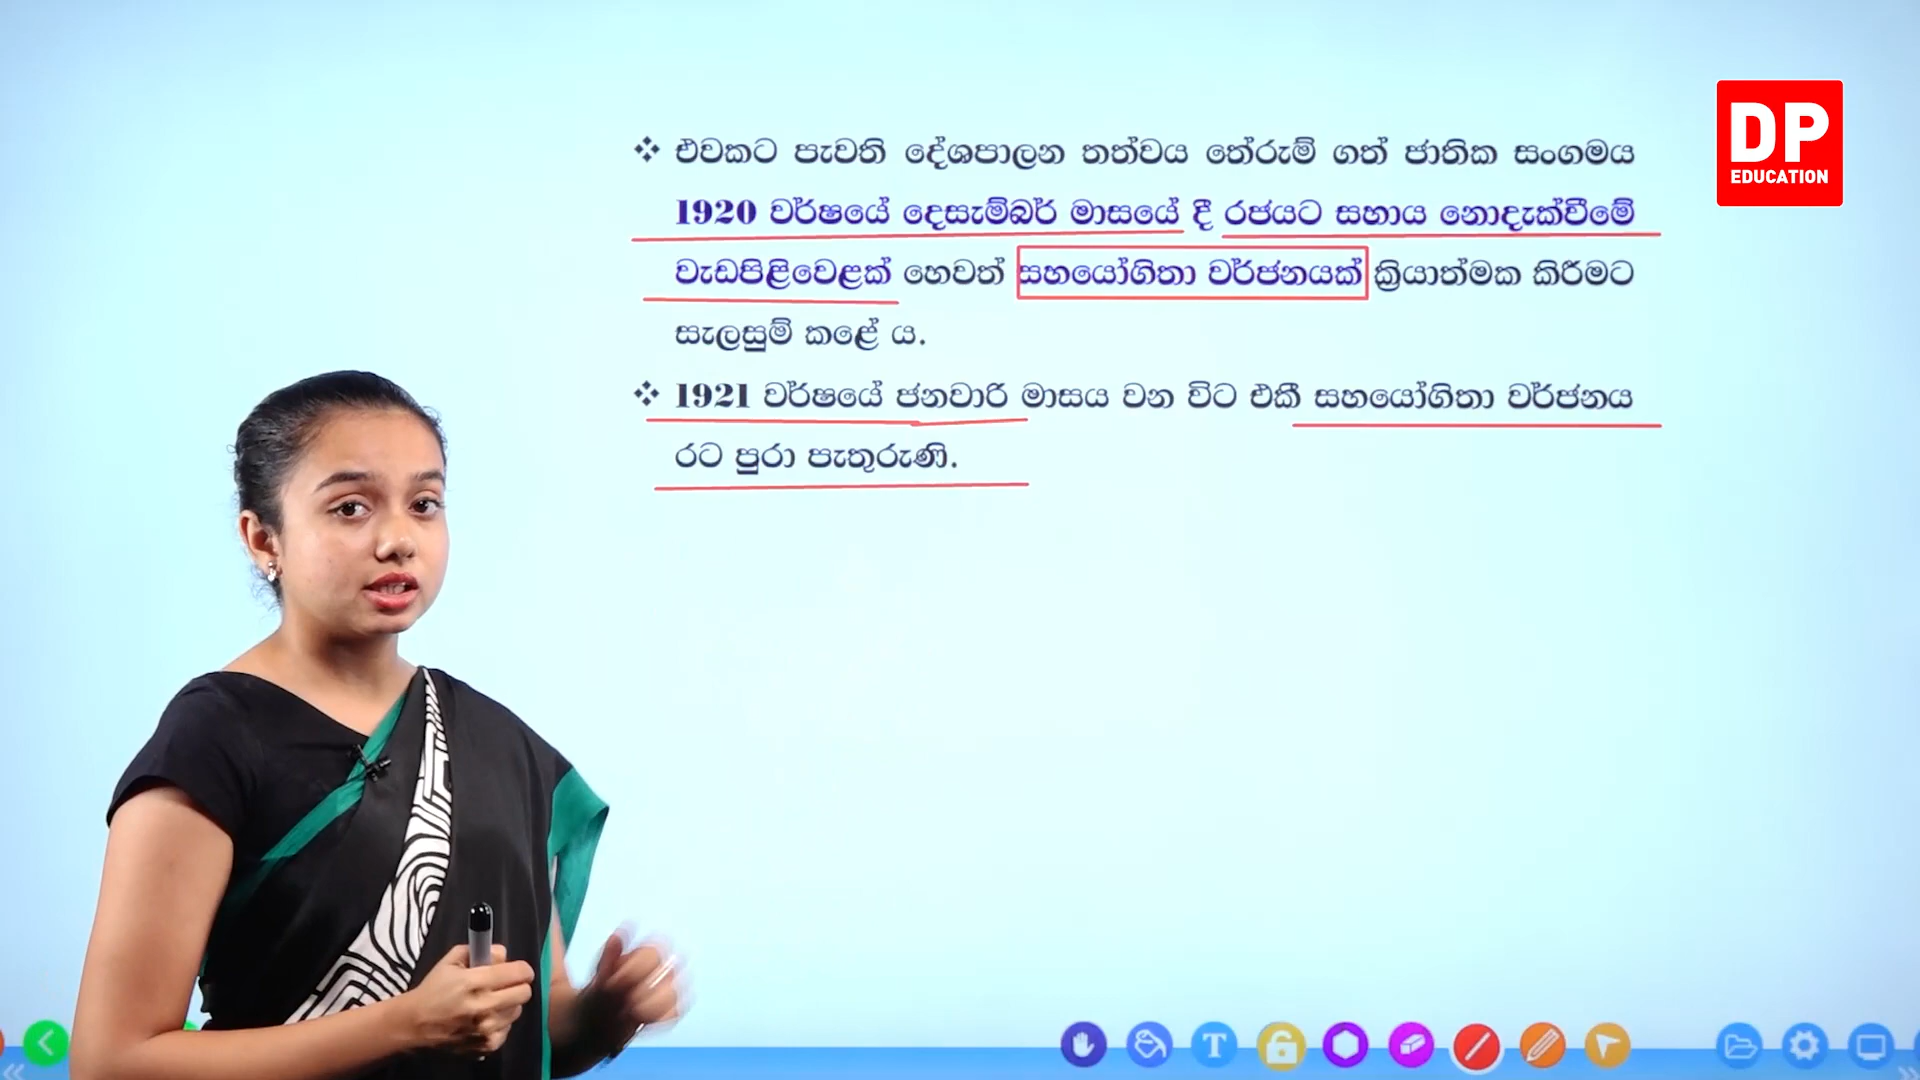 DP
EDUCATION
❖ එවකට පැවති දේශපාලන තත්වය තේරුම් ගත් ජාතික සංගමය
1920 වර්ෂයේ දෙසැම්බර් මාසයේ දී රජයට සහාය නොදැක්වීමේ
වැඩපිළිවෙළක් හෙවත් සහයෝගිතා වර්ජනයක් ක්‍රියාත්මක කිරීමට
සැලසුම් කළේ ය.
❖ 1921 වර්ෂයේ ජනවාරි මාසය වන විට එකී සහයෝගිතා වර්ජනය
රට පුරා පැතුරුණි.
T